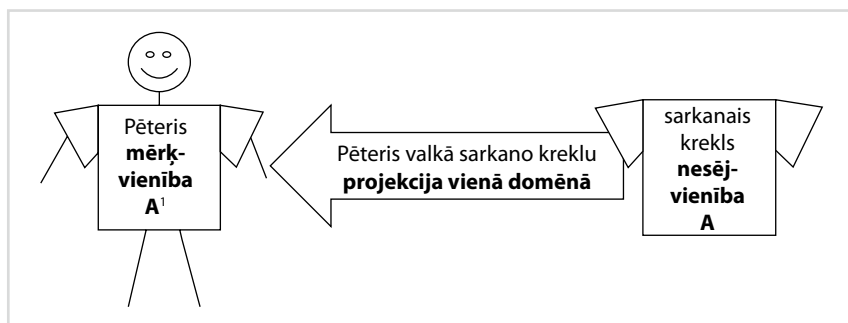 Pēteris
mērķ-
vienība
A¹
Pēteris valkā sarkano kreklu
projekcija vienā domēnā
sarkanais
krekls
nesēj-
vienība
A